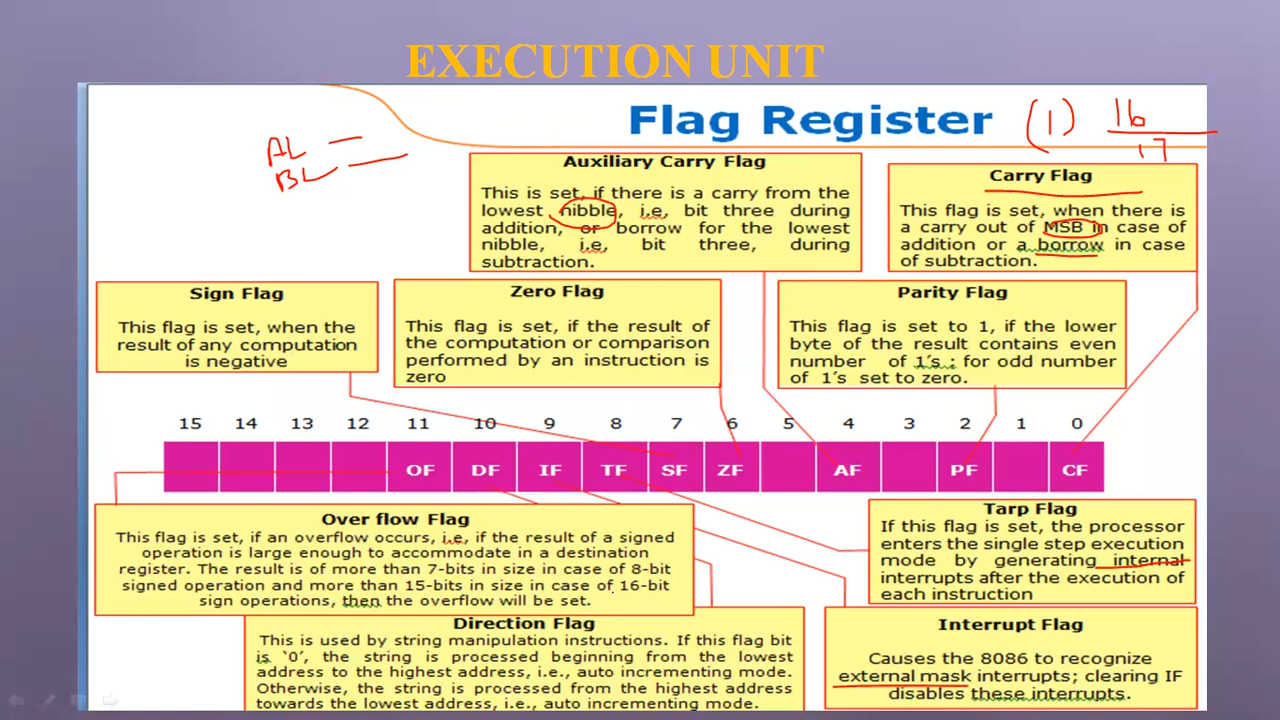 EXECUTION UNIT
Flag Register
(1) 16
17
AL
BL
Auxiliary Carry Flag
This is set, if there is a carry from the
lowest nibble, i.e, bit three during
addition, or borrow for the lowest
nibble, i.e, bit three, during
subtraction.
Carry Flag
This flag is set, when there is
a carry out of MSB in case of
addition or a borrow in case
of subtraction.
Sign Flag
This flag is set, when the
result of any computation
is negative
Zero Flag
This flag is set, if the result of
the computation or comparison
performed by an instruction is
zero
Parity Flag
This flag is set to 1, if the lower
byte of the result contains even
number of 1's ; for odd number
of 1's set to zero.
15 14 13 12 11 10 9 8 7 6 5 4 3 2 1 0
OF DF IF TF SF ZF AF PF CF
Over flow Flag
This flag is set, if an overflow occurs, i.e, if the result of a signed
operation is large enough to accommodate in a destination
register. The result is of more than 7-bits in size in case of 8-bit
signed operation and more than 15-bits in size in case of 16-bit
sign operations, then the overflow will be set.
Tarp Flag
If this flag is set, the processor
enters the single step execution
mode by generating internal
interrupts after the execution of
each instruction
Direction Flag
This is used by string manipulation instructions. If this flag bit
is '0', the string is processed beginning from the lowest
address to the highest address, i.e., auto incrementing mode.
Otherwise, the string is processed from the highest address
towards the lowest address, i.e., auto incrementing mode.
Interrupt Flag
Causes the 8086 to recognize
external mask interrupts; clearing IF
disables these interrupts.